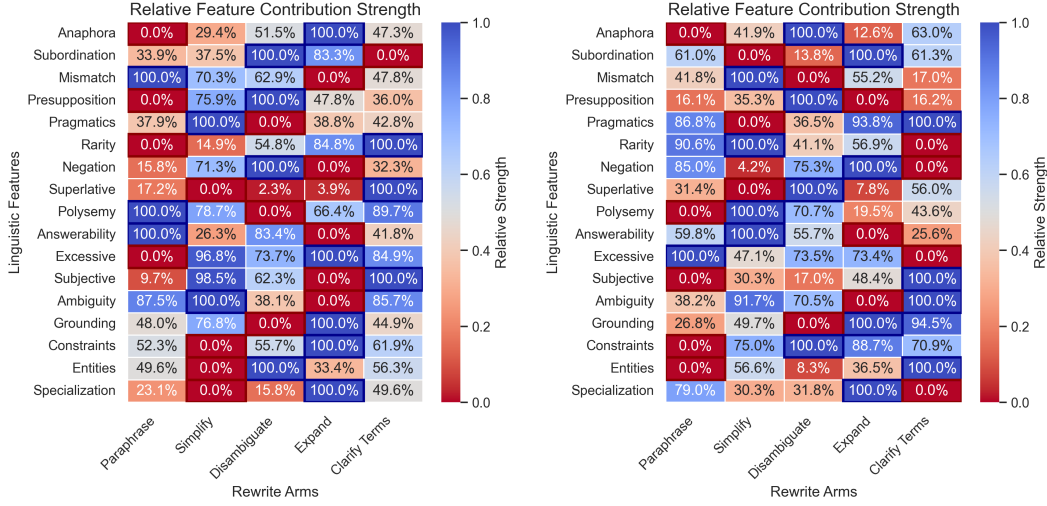 Relative Feature Contribution Strength
Linguistic Features
Anaphora 0.0% 29.4% 51.5% 100.0% 47.3%
Subordination 33.9% 37.5% 100.0% 83.3% 0.0%
Mismatch 100.0% 70.3% 62.9% 0.0% 47.8%
Presupposition 0.0% 75.9% 100.0% 47.8% 36.0%
Pragmatics 37.9% 100.0% 0.0% 38.8% 42.8%
Rarity 0.0% 14.9% 54.8% 84.8% 100.0%
Negation 15.8% 71.3% 100.0% 0.0% 32.3%
Superlative 17.2% 0.0% 2.3% 3.9% 100.0%
Polysemy 100.0% 78.7% 0.0% 66.4% 89.7%
Answerability 100.0% 26.3% 83.4% 0.0% 41.8%
Excessive 0.0% 96.8% 73.7% 100.0% 84.9%
Subjective 9.7% 98.5% 62.3% 0.0% 100.0%
Ambiguity 87.5% 100.0% 38.1% 0.0% 85.7%
Grounding 48.0% 76.8% 0.0% 100.0% 44.9%
Constraints 52.3% 0.0% 55.7% 100.0% 61.9%
Entities 49.6% 0.0% 100.0% 33.4% 56.3%
Specialization 23.1% 0.0% 15.8% 100.0% 49.6%
Paraphrase Simplify Disambiguate Expand Clarify Terms
Rewrite Arms
1.0
0.8
0.6
0.4
0.2
0.0
Relative Strength
Relative Feature Contribution Strength
Linguistic Features
Anaphora 0.0% 41.9% 100.0% 12.6% 63.0%
Subordination 61.0% 0.0% 13.8% 100.0% 61.3%
Mismatch 41.8% 100.0% 0.0% 55.2% 17.0%
Presupposition 16.1% 35.3% 100.0% 0.0% 16.2%
Pragmatics 86.8% 0.0% 36.5% 93.8% 100.0%
Rarity 90.6% 100.0% 41.1% 56.9% 0.0%
Negation 85.0% 4.2% 75.3% 100.0% 0.0%
Superlative 31.4% 0.0% 100.0% 7.8% 56.0%
Polysemy 0.0% 100.0% 70.7% 19.5% 43.6%
Answerability 59.8% 100.0% 55.7% 0.0% 25.6%
Excessive 100.0% 47.1% 73.5% 73.4% 0.0%
Subjective 0.0% 30.3% 17.0% 48.4% 100.0%
Ambiguity 38.2% 91.7% 70.5% 0.0% 100.0%
Grounding 26.8% 49.7% 0.0% 100.0% 94.5%
Constraints 0.0% 75.0% 100.0% 88.7% 70.9%
Entities 0.0% 56.6% 8.3% 36.5% 100.0%
Specialization 79.0% 30.3% 31.8% 100.0% 0.0%
Paraphrase Simplify Disambiguate Expand Clarify Terms
Rewrite Arms
1.0
0.8
0.6
0.4
0.2
0.0
Relative Strength